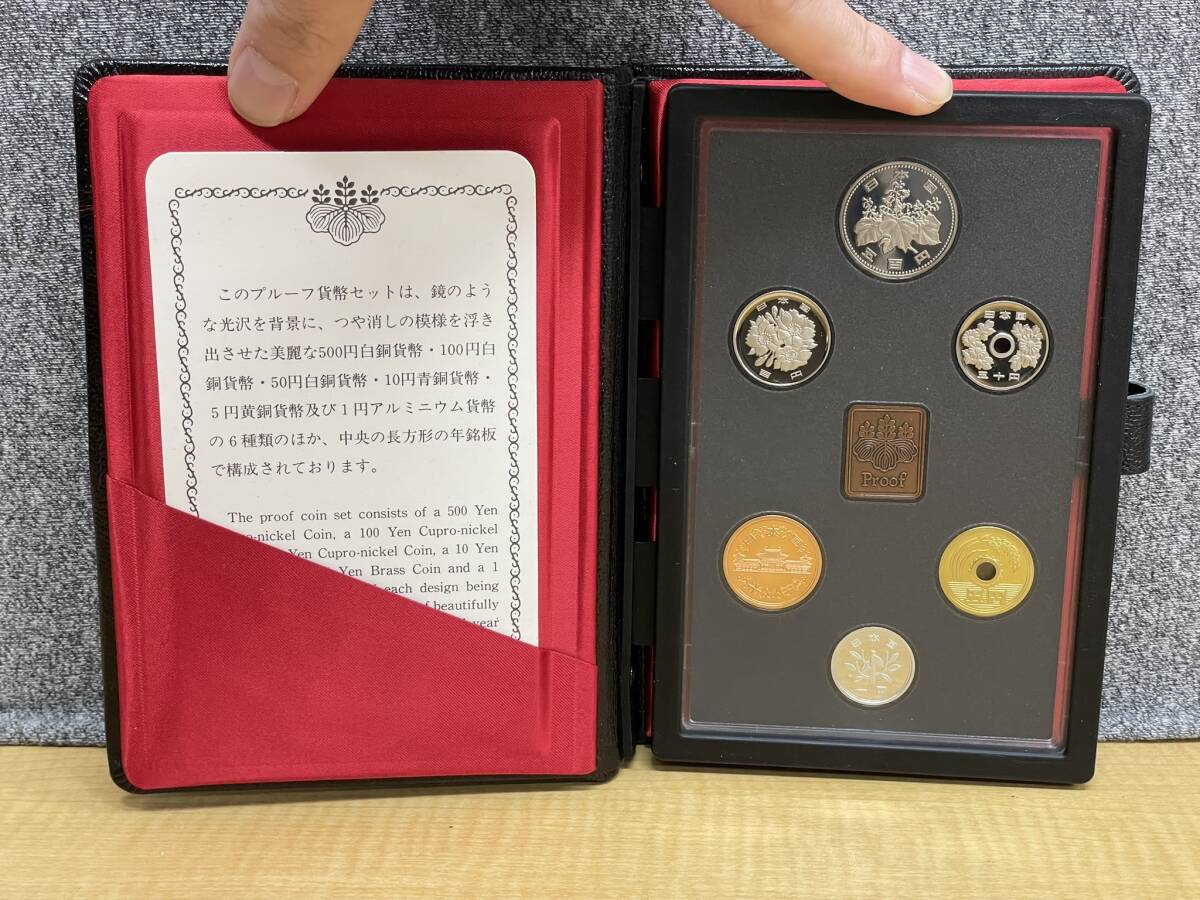 このプルーフ貨幣セットは、鏡のよう
な光沢を背景に、つや消しの模様を浮き
出させた美麗な500円白銅貨幣・100円白
銅貨幣・50円白銅貨幣・10円青銅貨幣・
5円黄銅貨幣及び1円アルミニウム貨幣
の6種類のほか、中央の長方形の年銘板
で構成されております。
The proof coin set consists of a 500 Yen
-nickel Coin, a 100 Yen Cupro-nickel
Yen Cupro-nickel Coin, a 10 Yen
Yen Brass Coin and a 1
each design being
of beautifully
year
日本国
五百円
日本国
百円
日本国
五十円
Proof
日本国
一円